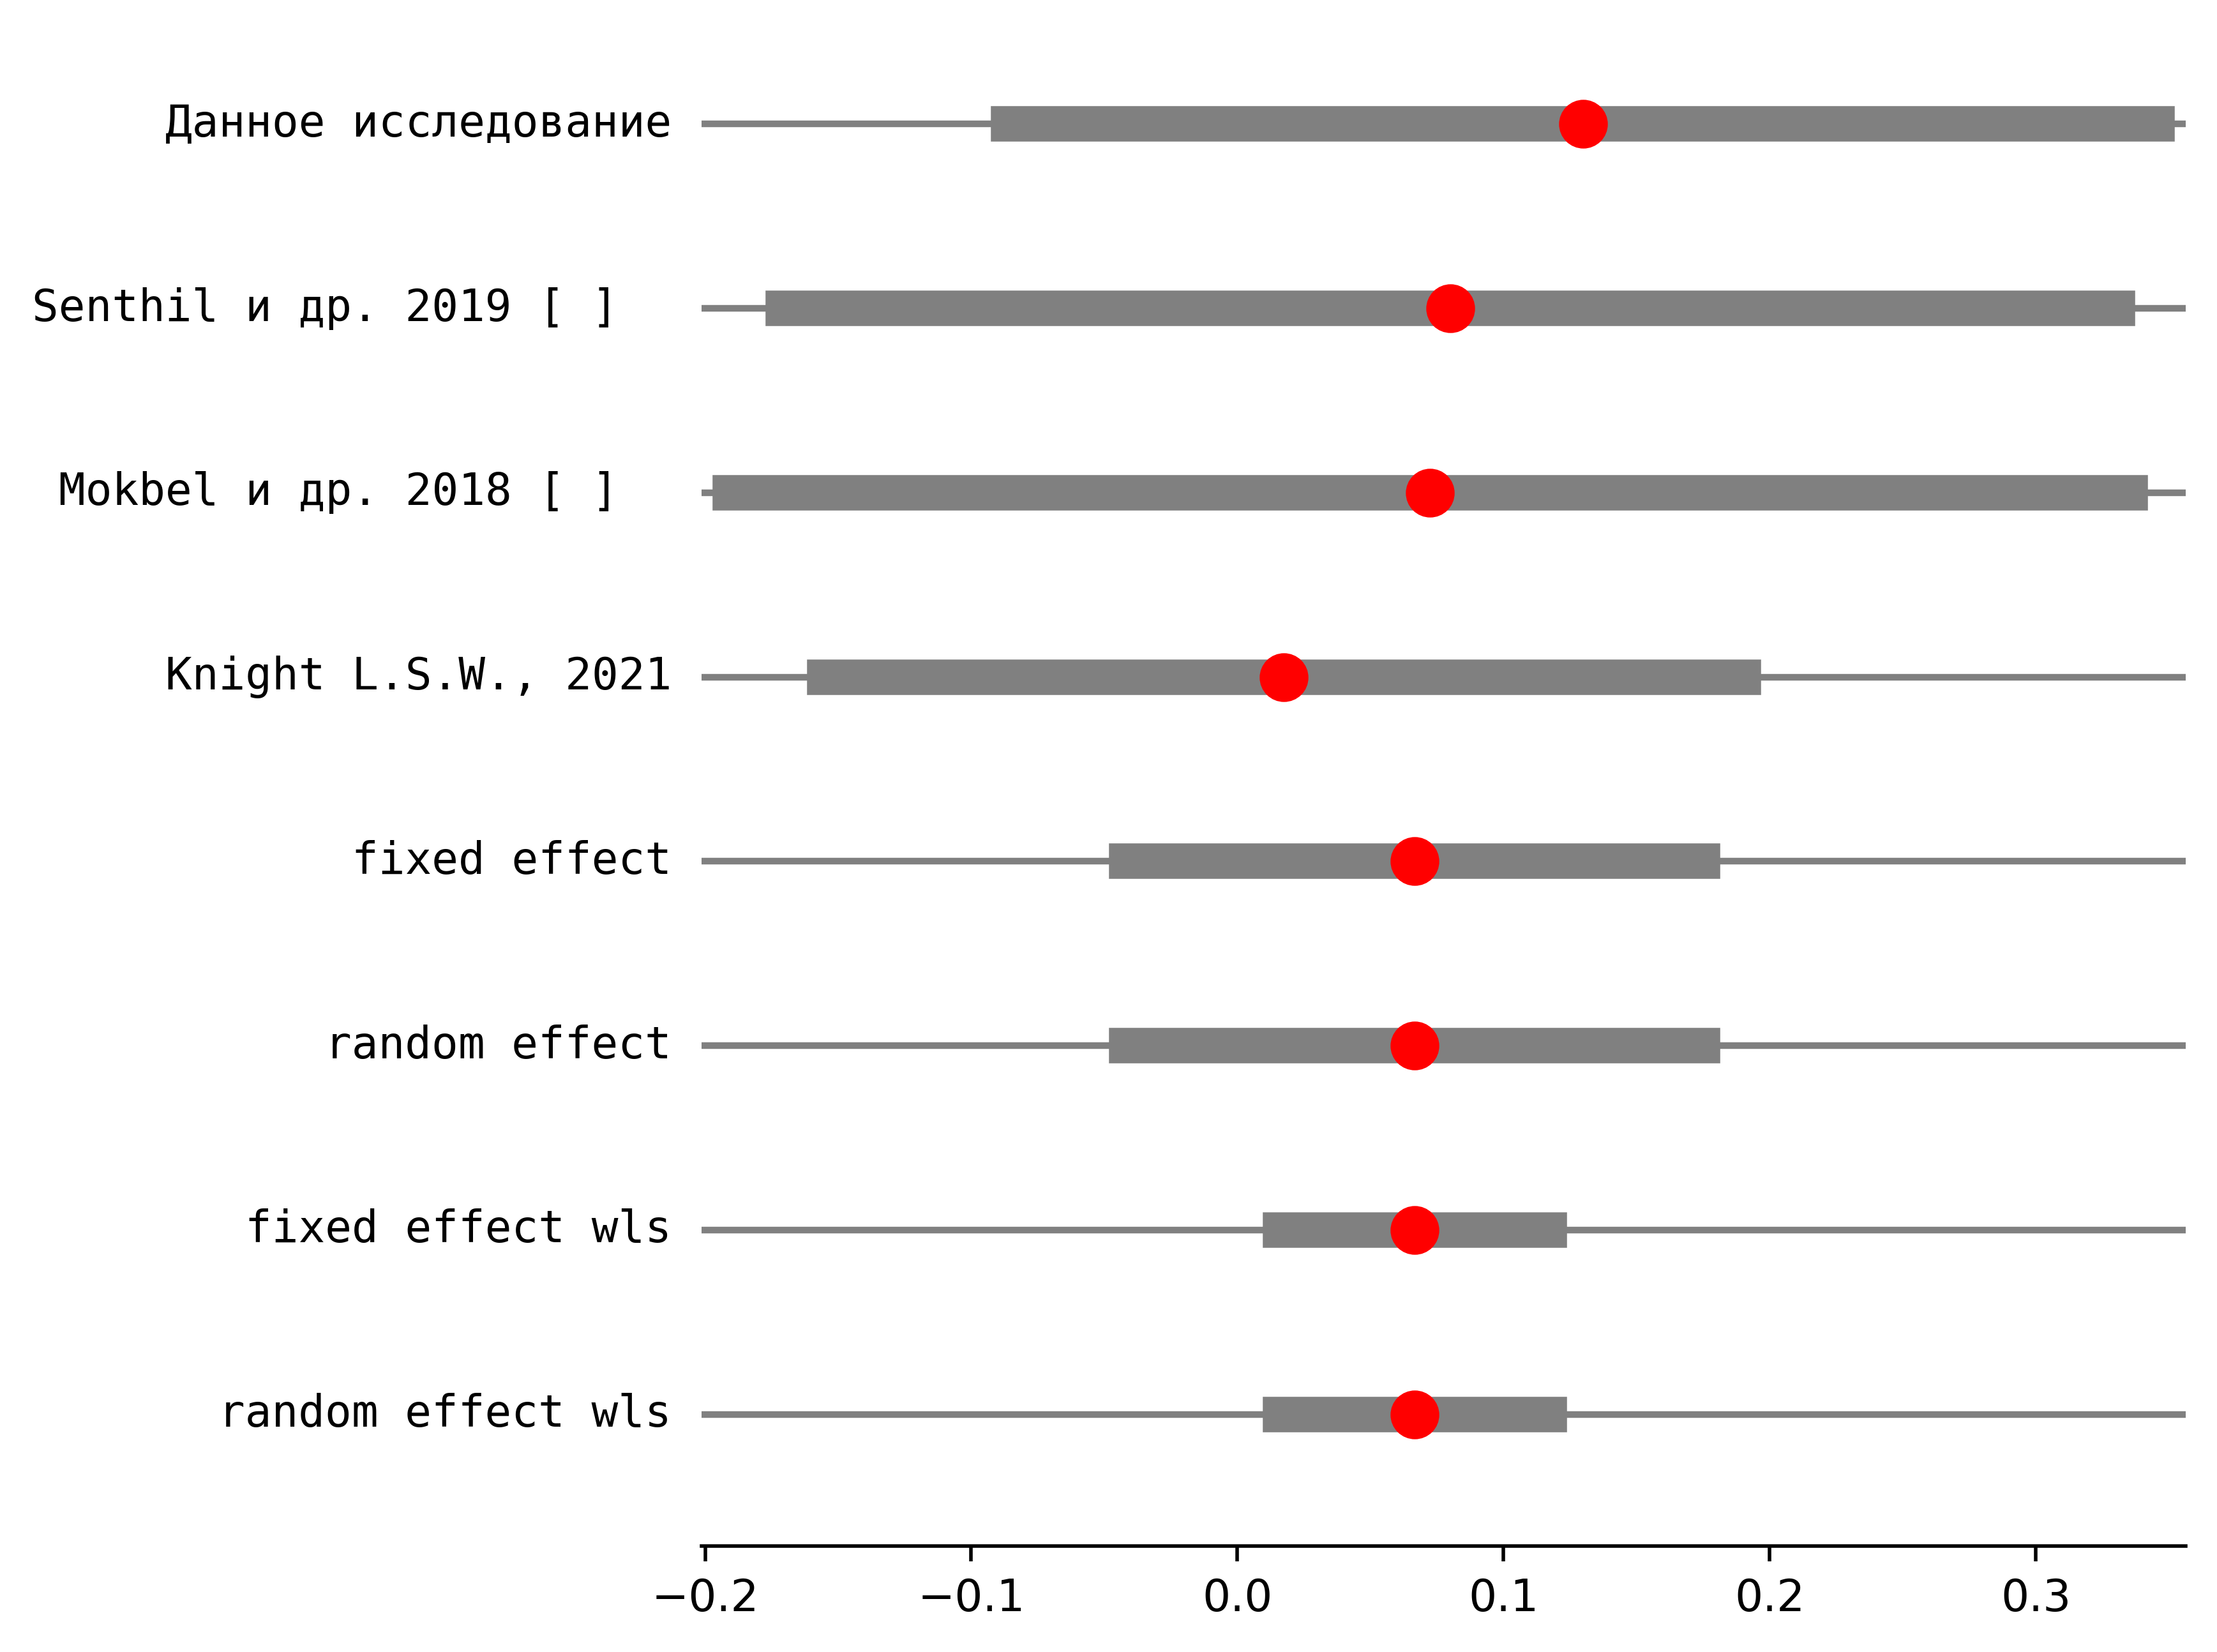 Данное исследование
Senthil и др. 2019 [ ]
Mokbel и др. 2018 [ ]
Knight L.S.W., 2021
fixed effect
random effect
fixed effect wls
random effect wls
−0.2 −0.1 0.0 0.1 0.2 0.3